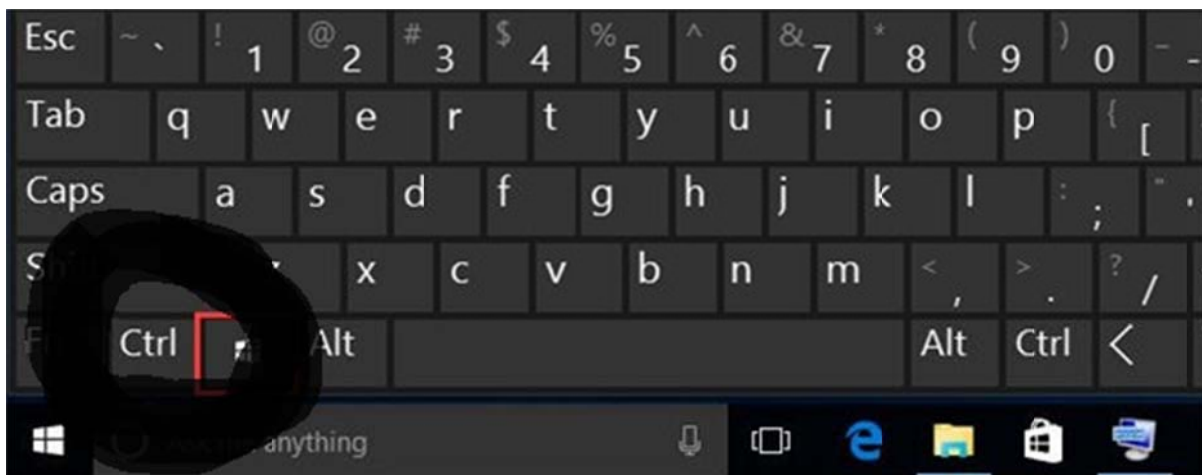 Esc ~ ` ! 1 @ 2 # 3 $ 4 % 5 ^ 6 & 7 * 8 ( 9 ) 0 _ -
Tab q w e r t y u i o p { [
Caps a s d f g h j k l : ; " '
x c v b n m < , > . ? /
Ctrl Alt Alt Ctrl <
anything